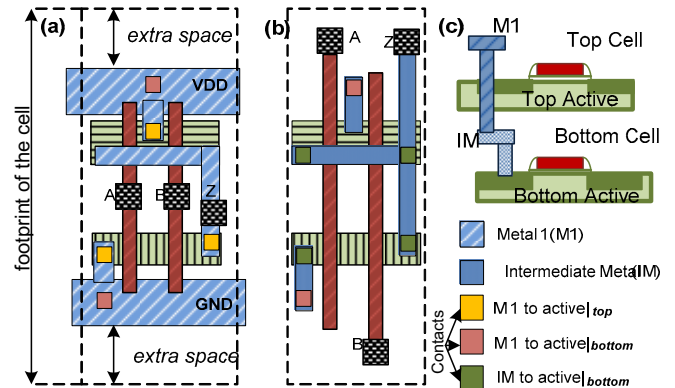 footprint of the cell
(a)
extra space
VDD
A
B
Z
GND
extra space
(b)
A
Z
B
(c)
M1
Top Cell
Top Active
IM
Bottom Cell
Bottom Active
Metal 1(M1)
Intermediate Metal(IM)
Contacts
M1 to active|top
M1 to active|bottom
IM to active|bottom